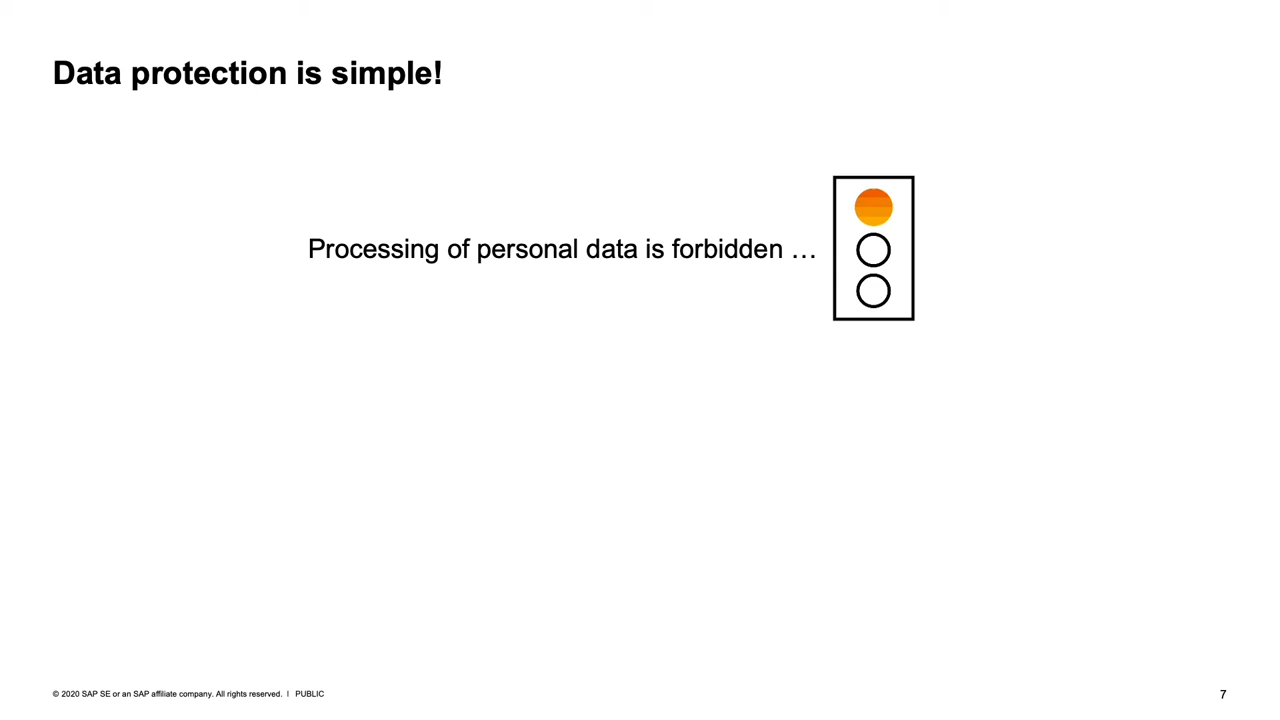 Data protection is simple!
Processing of personal data is forbidden …
© 2020 SAP SE or an SAP affiliate company. All rights reserved. I PUBLIC
7